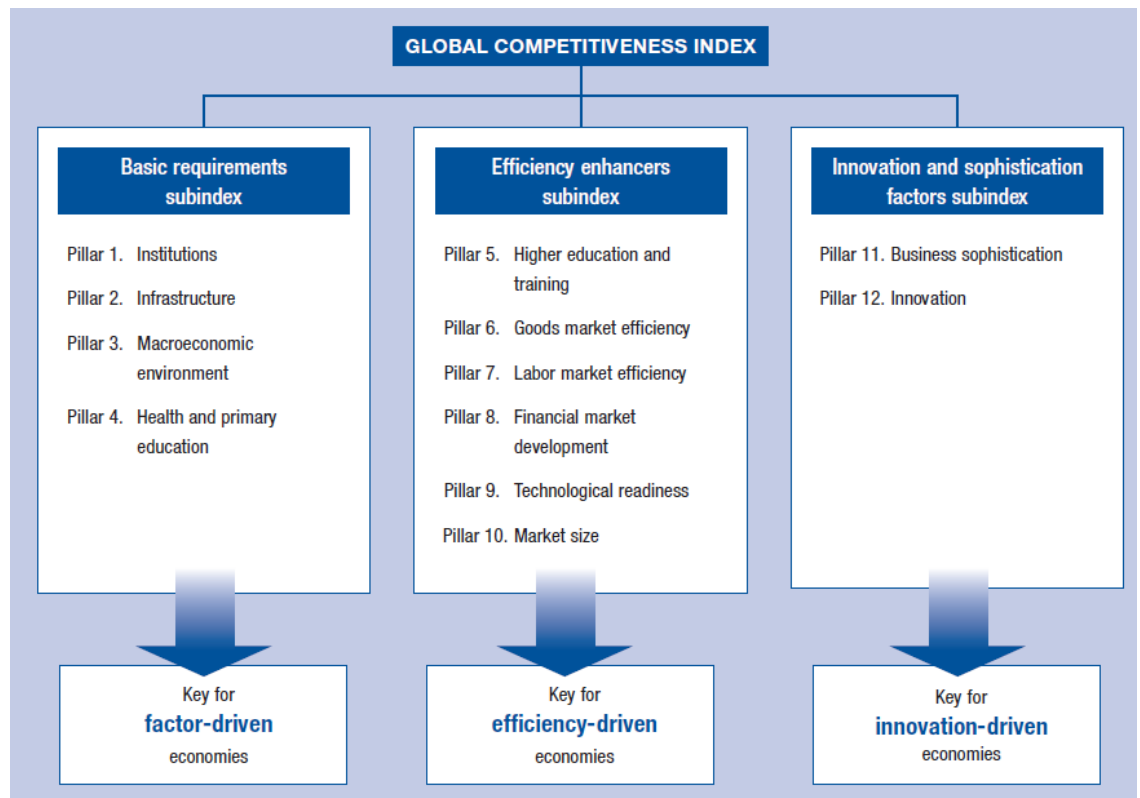 GLOBAL COMPETITIVENESS INDEX
Basic requirements
subindex
Pillar 1. Institutions
Pillar 2. Infrastructure
Pillar 3. Macroeconomic
environment
Pillar 4. Health and primary
education
Key for
factor-driven
economies
Efficiency enhancers
subindex
Pillar 5. Higher education and
training
Pillar 6. Goods market efficiency
Pillar 7. Labor market efficiency
Pillar 8. Financial market
development
Pillar 9. Technological readiness
Pillar 10. Market size
Key for
efficiency-driven
economies
Innovation and sophistication
factors subindex
Pillar 11. Business sophistication
Pillar 12. Innovation
Key for
innovation-driven
economies